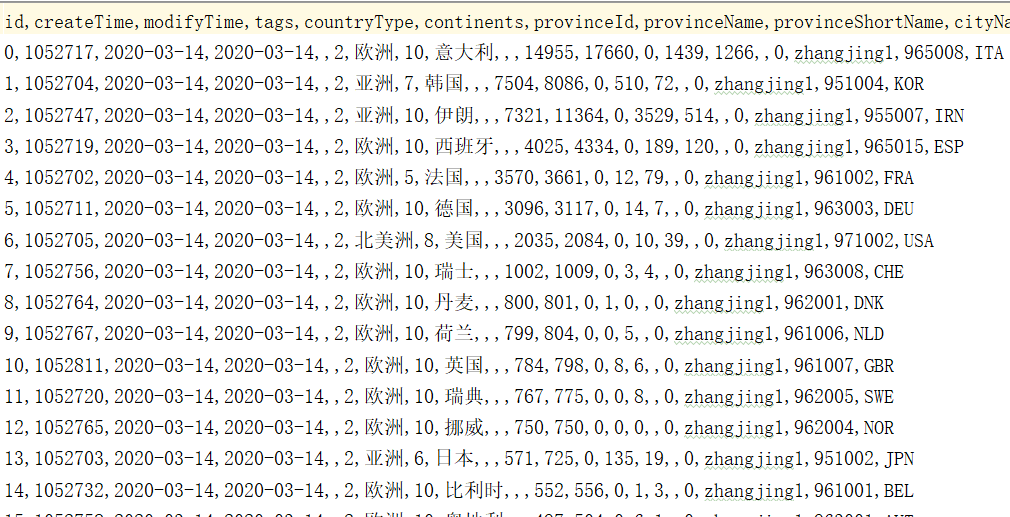 id,createTime,modifyTime,tags,countryType,continents,provinceId,provinceName,provinceShortName,cityNa
0,1052717,2020-03-14,2020-03-14,,2,欧洲,10,意大利,,,14955,17660,0,1439,1266,,0,zhangjing1,965008,ITA
1,1052704,2020-03-14,2020-03-14,,2,亚洲,7,韩国,,,7504,8086,0,510,72,,0,zhangjing1,951004,KOR
2,1052747,2020-03-14,2020-03-14,,2,亚洲,10,伊朗,,,7321,11364,0,3529,514,,0,zhangjing1,955007,IRN
3,1052719,2020-03-14,2020-03-14,,2,欧洲,10,西班牙,,,4025,4334,0,189,120,,0,zhangjing1,965015,ESP
4,1052702,2020-03-14,2020-03-14,,2,欧洲,5,法国,,,3570,3661,0,12,79,,0,zhangjing1,961002,FRA
5,1052711,2020-03-14,2020-03-14,,2,欧洲,10,德国,,,3096,3117,0,14,7,,0,zhangjing1,963003,DEU
6,1052705,2020-03-14,2020-03-14,,2,北美洲,8,美国,,,2035,2084,0,10,39,,0,zhangjing1,971002,USA
7,1052756,2020-03-14,2020-03-14,,2,欧洲,10,瑞士,,,1002,1009,0,3,4,,0,zhangjing1,963008,CHE
8,1052764,2020-03-14,2020-03-14,,2,欧洲,10,丹麦,,,800,801,0,1,0,,0,zhangjing1,962001,DNK
9,1052767,2020-03-14,2020-03-14,,2,欧洲,10,荷兰,,,799,804,0,0,5,,0,zhangjing1,961006,NLD
10,1052811,2020-03-14,2020-03-14,,2,欧洲,10,英国,,,784,798,0,8,6,,0,zhangjing1,961007,GBR
11,1052720,2020-03-14,2020-03-14,,2,欧洲,10,瑞典,,,767,775,0,0,8,,0,zhangjing1,962005,SWE
12,1052765,2020-03-14,2020-03-14,,2,欧洲,10,挪威,,,750,750,0,0,0,,0,zhangjing1,962004,NOR
13,1052703,2020-03-14,2020-03-14,,2,亚洲,6,日本,,,571,725,0,135,19,,0,zhangjing1,951002,JPN
14,1052732,2020-03-14,2020-03-14,,2,欧洲,10,比利时,,,552,556,0,1,3,,0,zhangjing1,961001,BEL